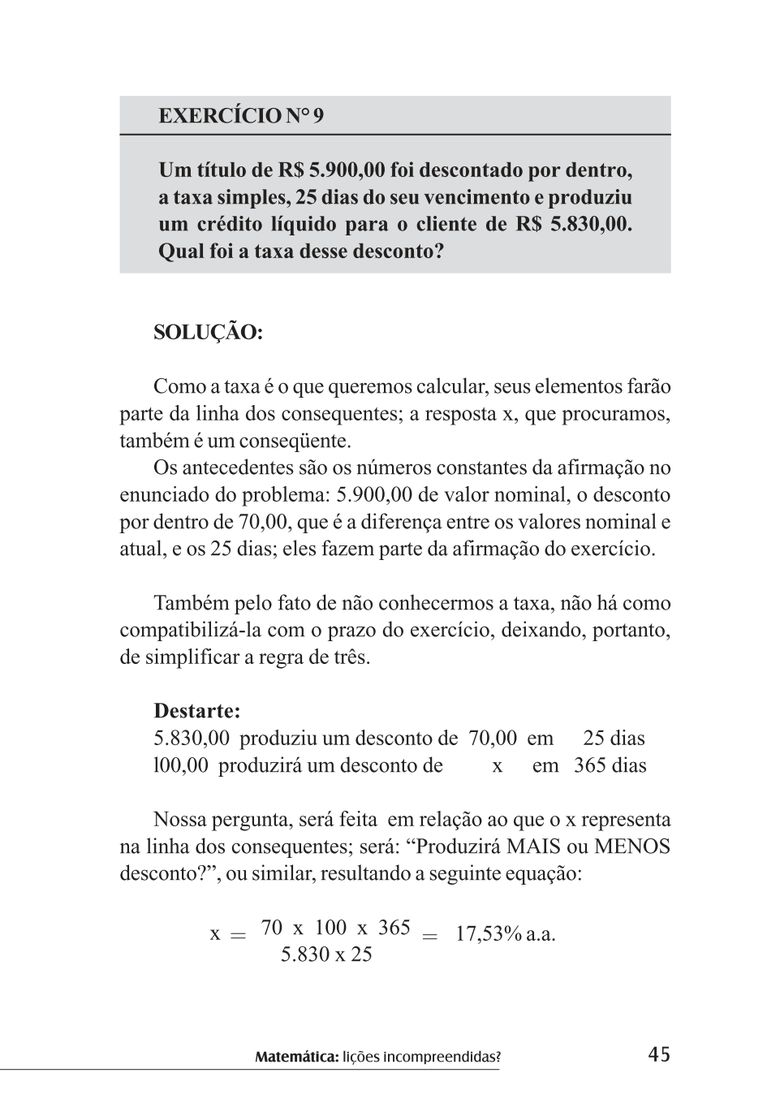 EXERCÍCIO N° 9
Um título de R$ 5.900,00 foi descontado por dentro,
a taxa simples, 25 dias do seu vencimento e produziu
um crédito líquido para o cliente de R$ 5.830,00.
Qual foi a taxa desse desconto?
SOLUÇÃO:
Como a taxa é o que queremos calcular, seus elementos farão
parte da linha dos consequentes; a resposta x, que procuramos,
também é um conseqüente.
Os antecedentes são os números constantes da afirmação no
enunciado do problema: 5.900,00 de valor nominal, o desconto
por dentro de 70,00, que é a diferença entre os valores nominal e
atual, e os 25 dias; eles fazem parte da afirmação do exercício.
Também pelo fato de não conhecermos a taxa, não há como
compatibilizá-la com o prazo do exercício, deixando, portanto,
de simplificar a regra de três.
Destarte:
5.830,00 produziu um desconto de 70,00 em 25 dias
l00,00 produzirá um desconto de x em 365 dias
Nossa pergunta, será feita em relação ao que o x representa
na linha dos consequentes; será: “Produzirá MAIS ou MENOS
desconto?”, ou similar, resultando a seguinte equação:
x = 70 x 100 x 365 = 17,53% a.a.
5.830 x 25
Matemática: lições incompreendidas? 45